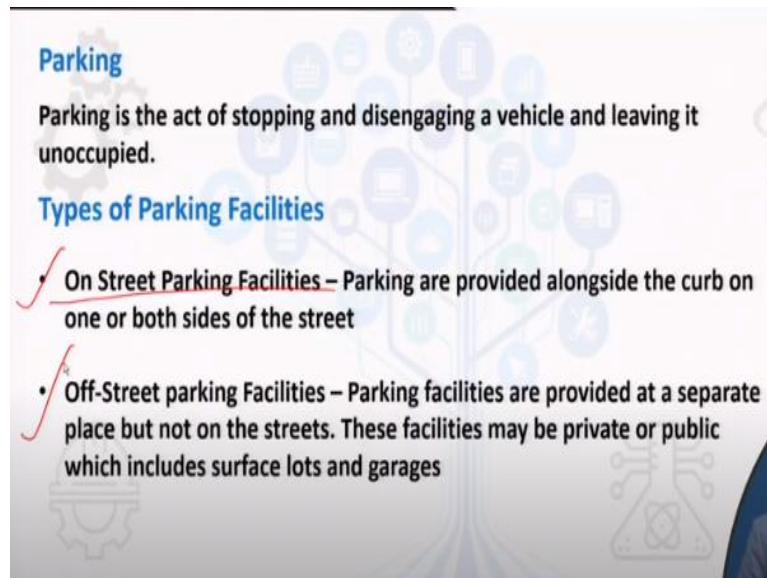 Parking
Parking is the act of stopping and disengaging a vehicle and leaving it
unoccupied.
Types of Parking Facilities
• On Street Parking Facilities – Parking are provided alongside the curb on
one or both sides of the street
• Off-Street parking Facilities – Parking facilities are provided at a separate
place but not on the streets. These facilities may be private or public
which includes surface lots and garages